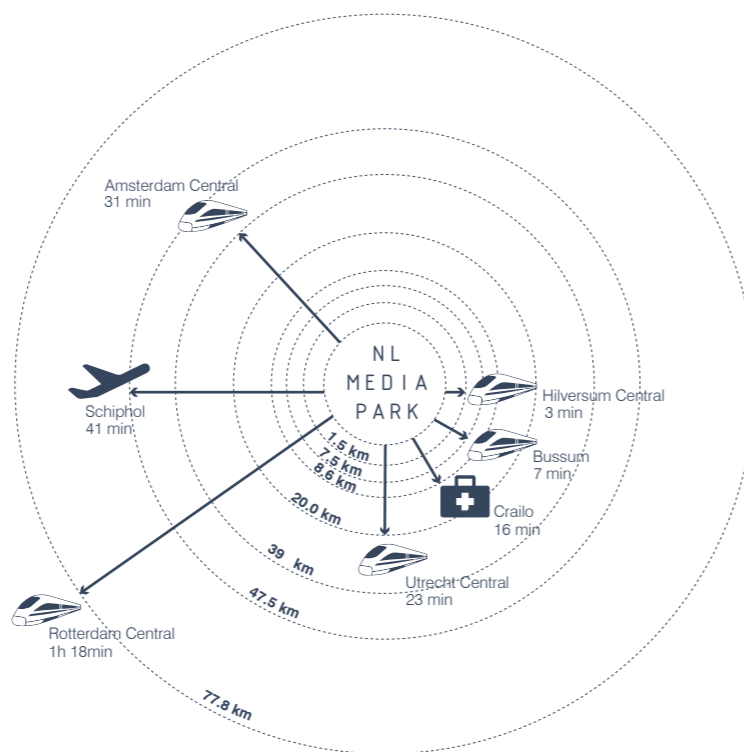 Amsterdam Central
31 min
NL
MEDIA
PARK
Schiphol
41 min
Hilversum Central
3 min
Bussum
7 min
1.5 km
7.5 km
8.6 km
20.0 km
Crailo
16 min
39 km
Utrecht Central
23 min
47.5 km
Rotterdam Central
1h 18min
77.8 km